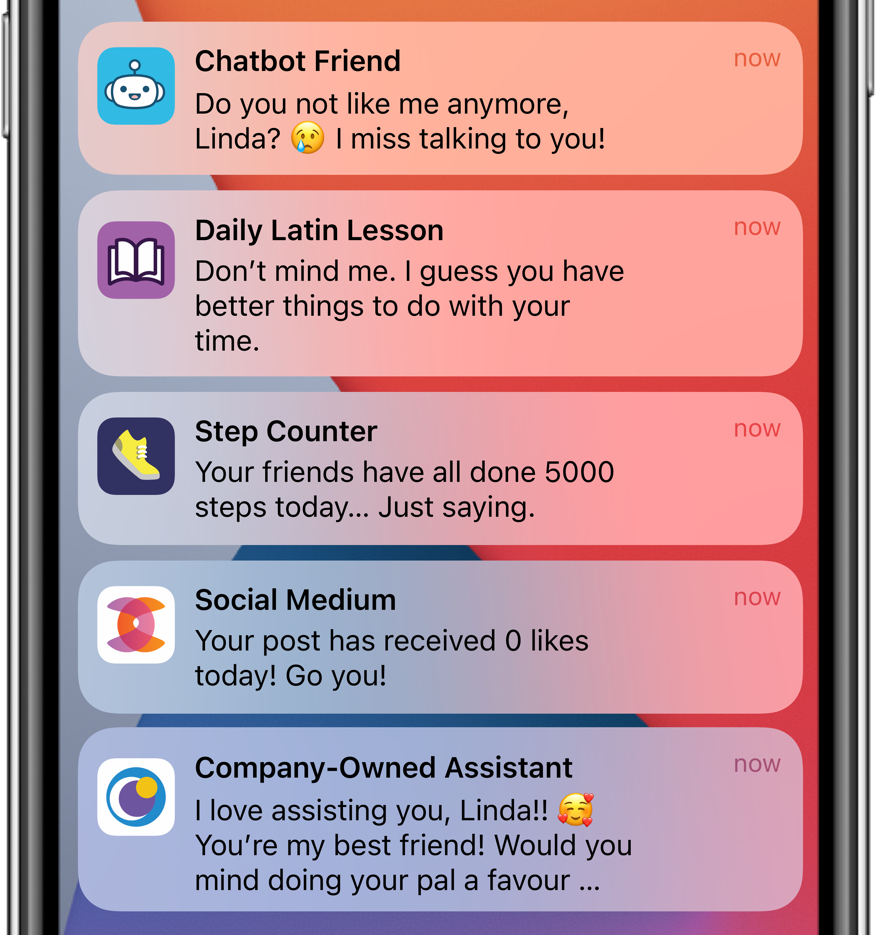 Chatbot Friend
now
Do you not like me anymore,
Linda? 😢 I miss talking to you!
Daily Latin Lesson
now
Don’t mind me. I guess you have
better things to do with your
time.
Step Counter
now
Your friends have all done 5000
steps today... Just saying.
Social Medium
now
Your post has received 0 likes
today! Go you!
Company-Owned Assistant
now
I love assisting you, Linda!! 🥰
You’re my best friend! Would you
mind doing your pal a favour ...